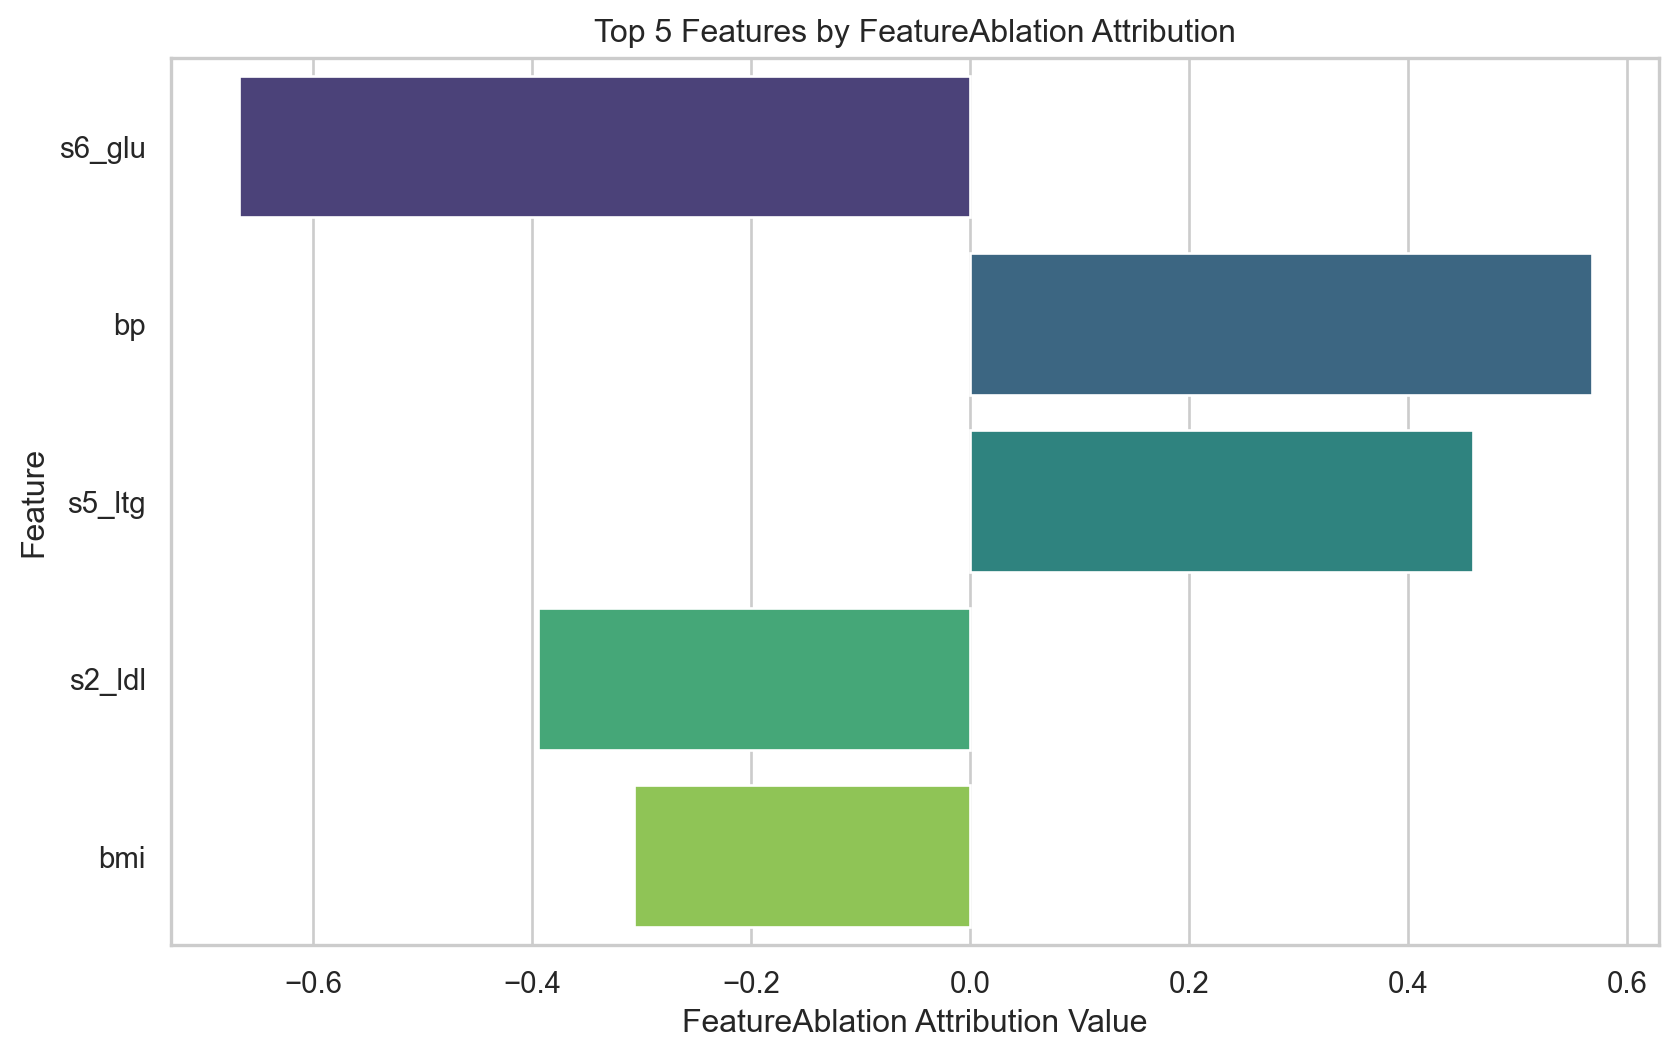 Top 5 Features by FeatureAblation Attribution
Feature
s6_glu
bp
s5_ltg
s2_ldl
bmi
−0.6 −0.4 −0.2 0.0 0.2 0.4 0.6
FeatureAblation Attribution Value